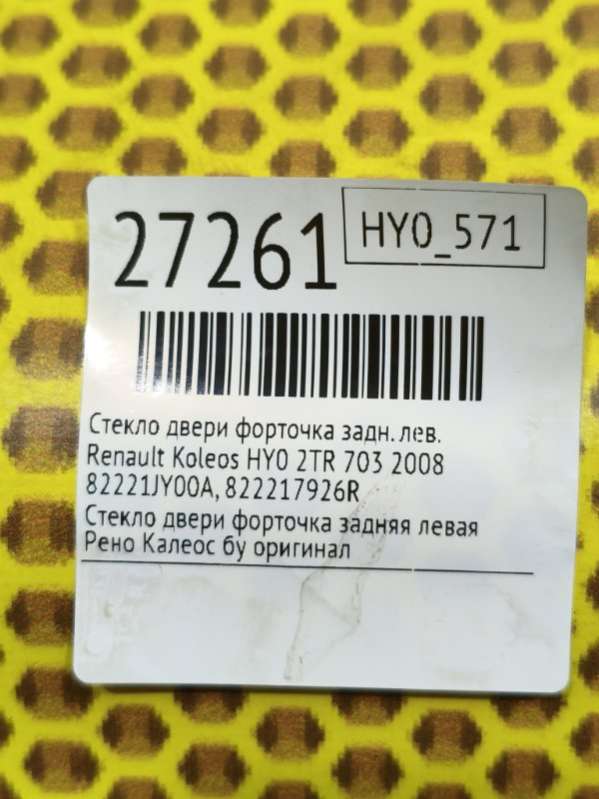 27261
HY0_571
Стекло двери форточка задн. лев.
Renault Koleos HY0 2TR 703 2008
82221JY00A, 822217926R
Стекло двери форточка задняя левая
Рено Калеос бу оригинал